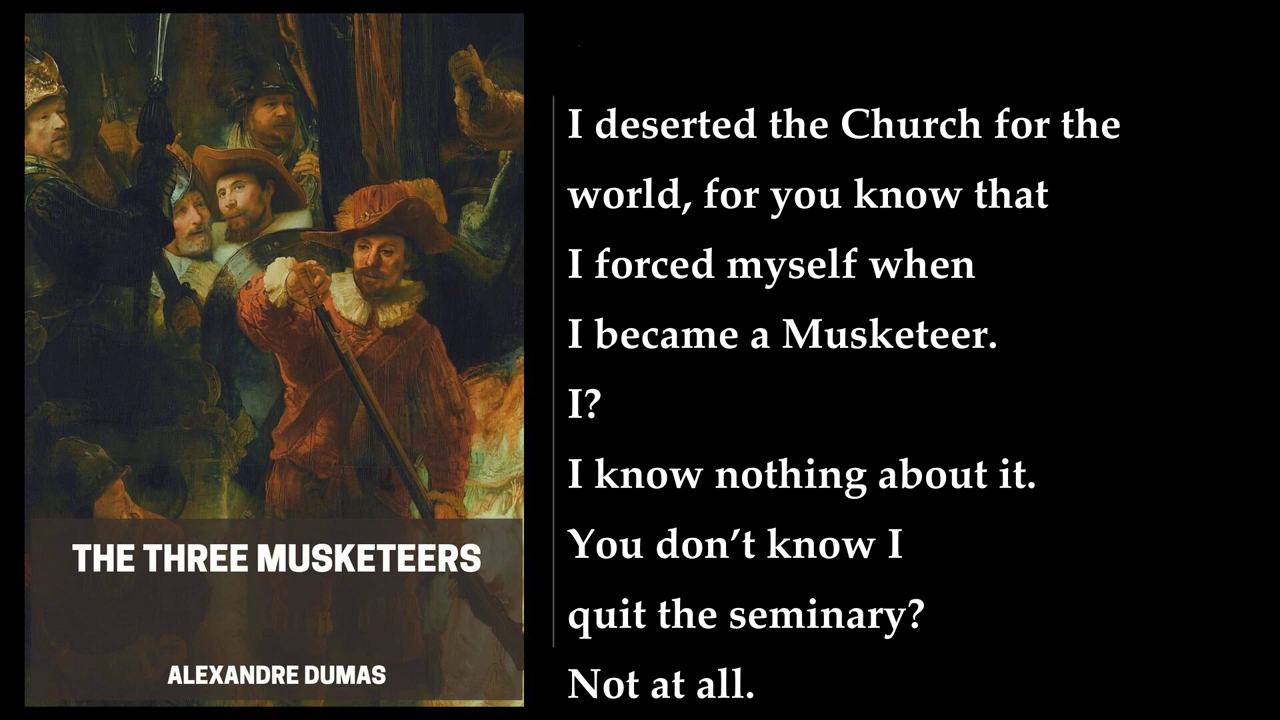 THE THREE MUSKETEERS
ALEXANDRE DUMAS
I deserted the Church for the
world, for you know that
I forced myself when
I became a Musketeer.
I?
I know nothing about it.
You don’t know I
quit the seminary?
Not at all.